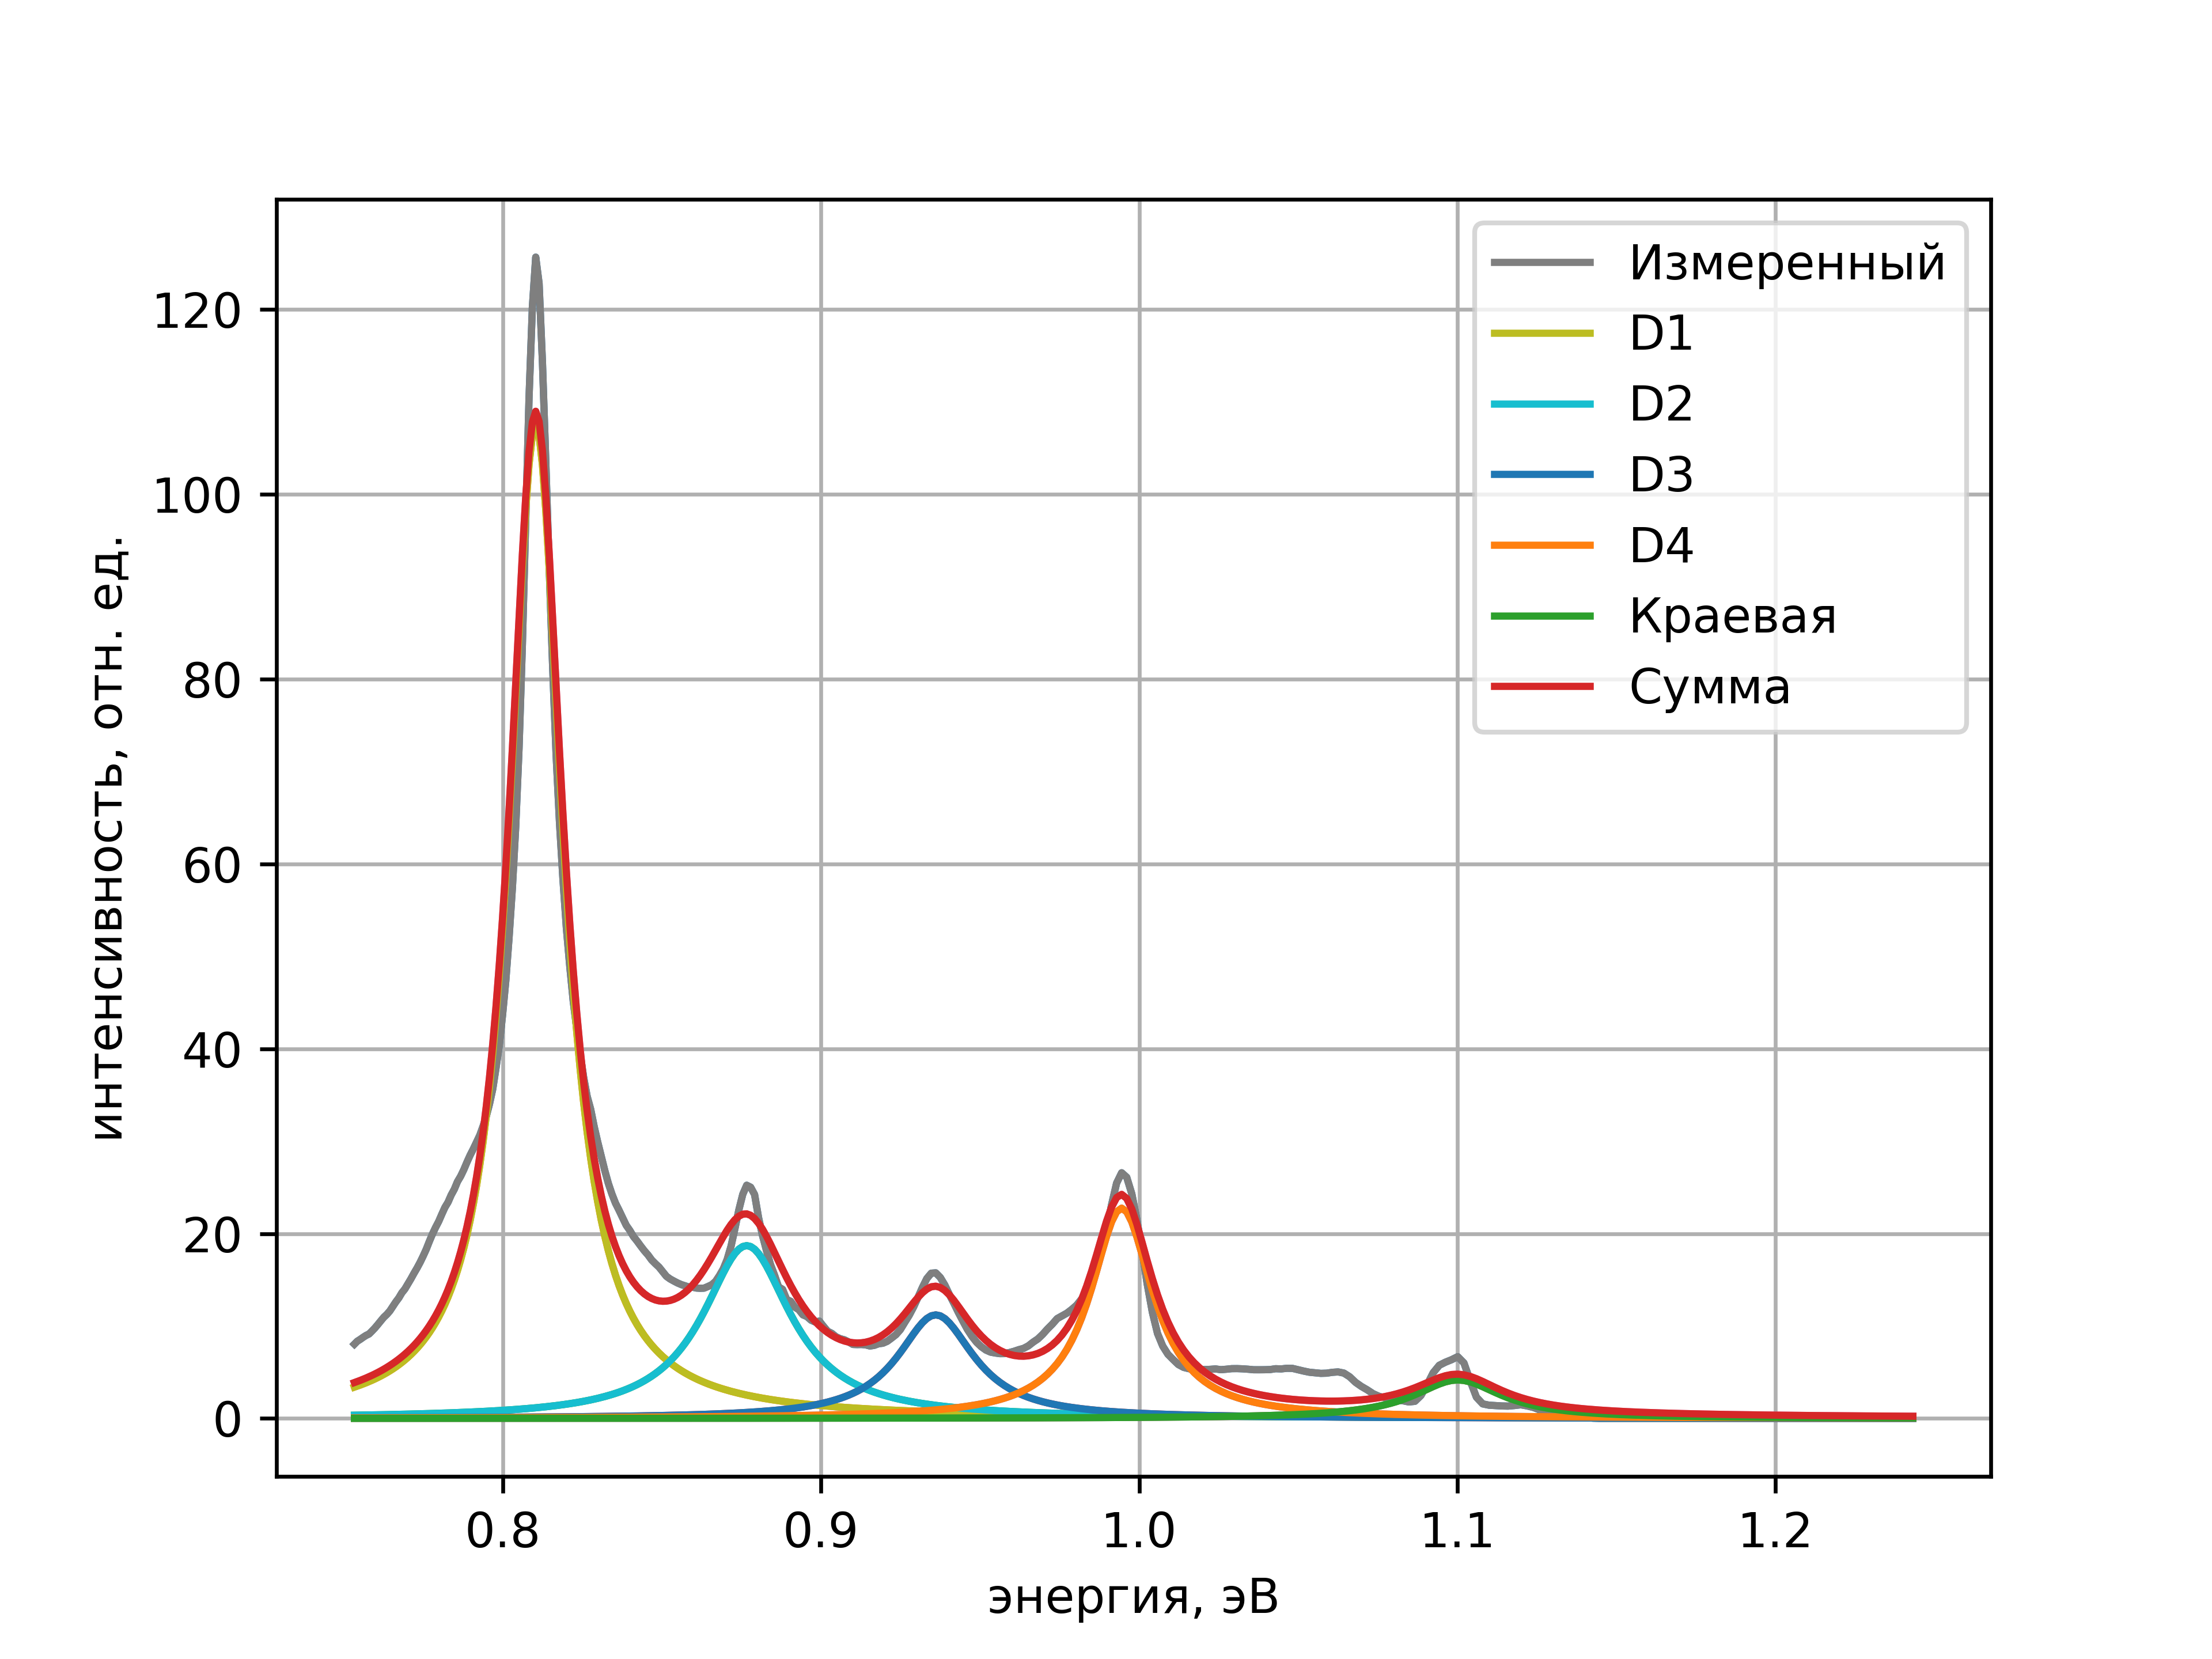 интенсивность, отн. ед.
120
100
80
60
40
20
0
0.8
0.9
1.0
1.1
1.2
энергия, эВ
Измеренный
D1
D2
D3
D4
Краевая
Сумма